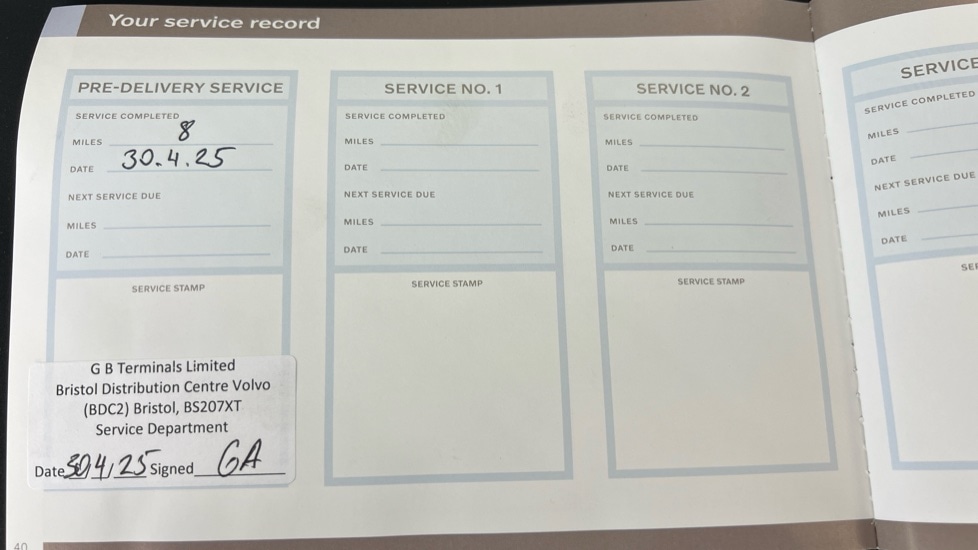 Your service record
PRE-DELIVERY SERVICE
SERVICE COMPLETED
MILES 8
DATE 30.4.25
NEXT SERVICE DUE
MILES
DATE
SERVICE STAMP
G B Terminals Limited
Bristol Distribution Centre Volvo
(BDC2) Bristol, BS207XT
Service Department
Date 30/4/25 Signed GA
SERVICE NO. 1
SERVICE COMPLETED
MILES
DATE
NEXT SERVICE DUE
MILES
DATE
SERVICE STAMP
SERVICE NO. 2
SERVICE COMPLETED
MILES
DATE
NEXT SERVICE DUE
MILES
DATE
SERVICE STAMP
SERVICE
SERVICE COMPLETED
MILES
DATE
NEXT SERVICE DUE
MILES
DATE
40